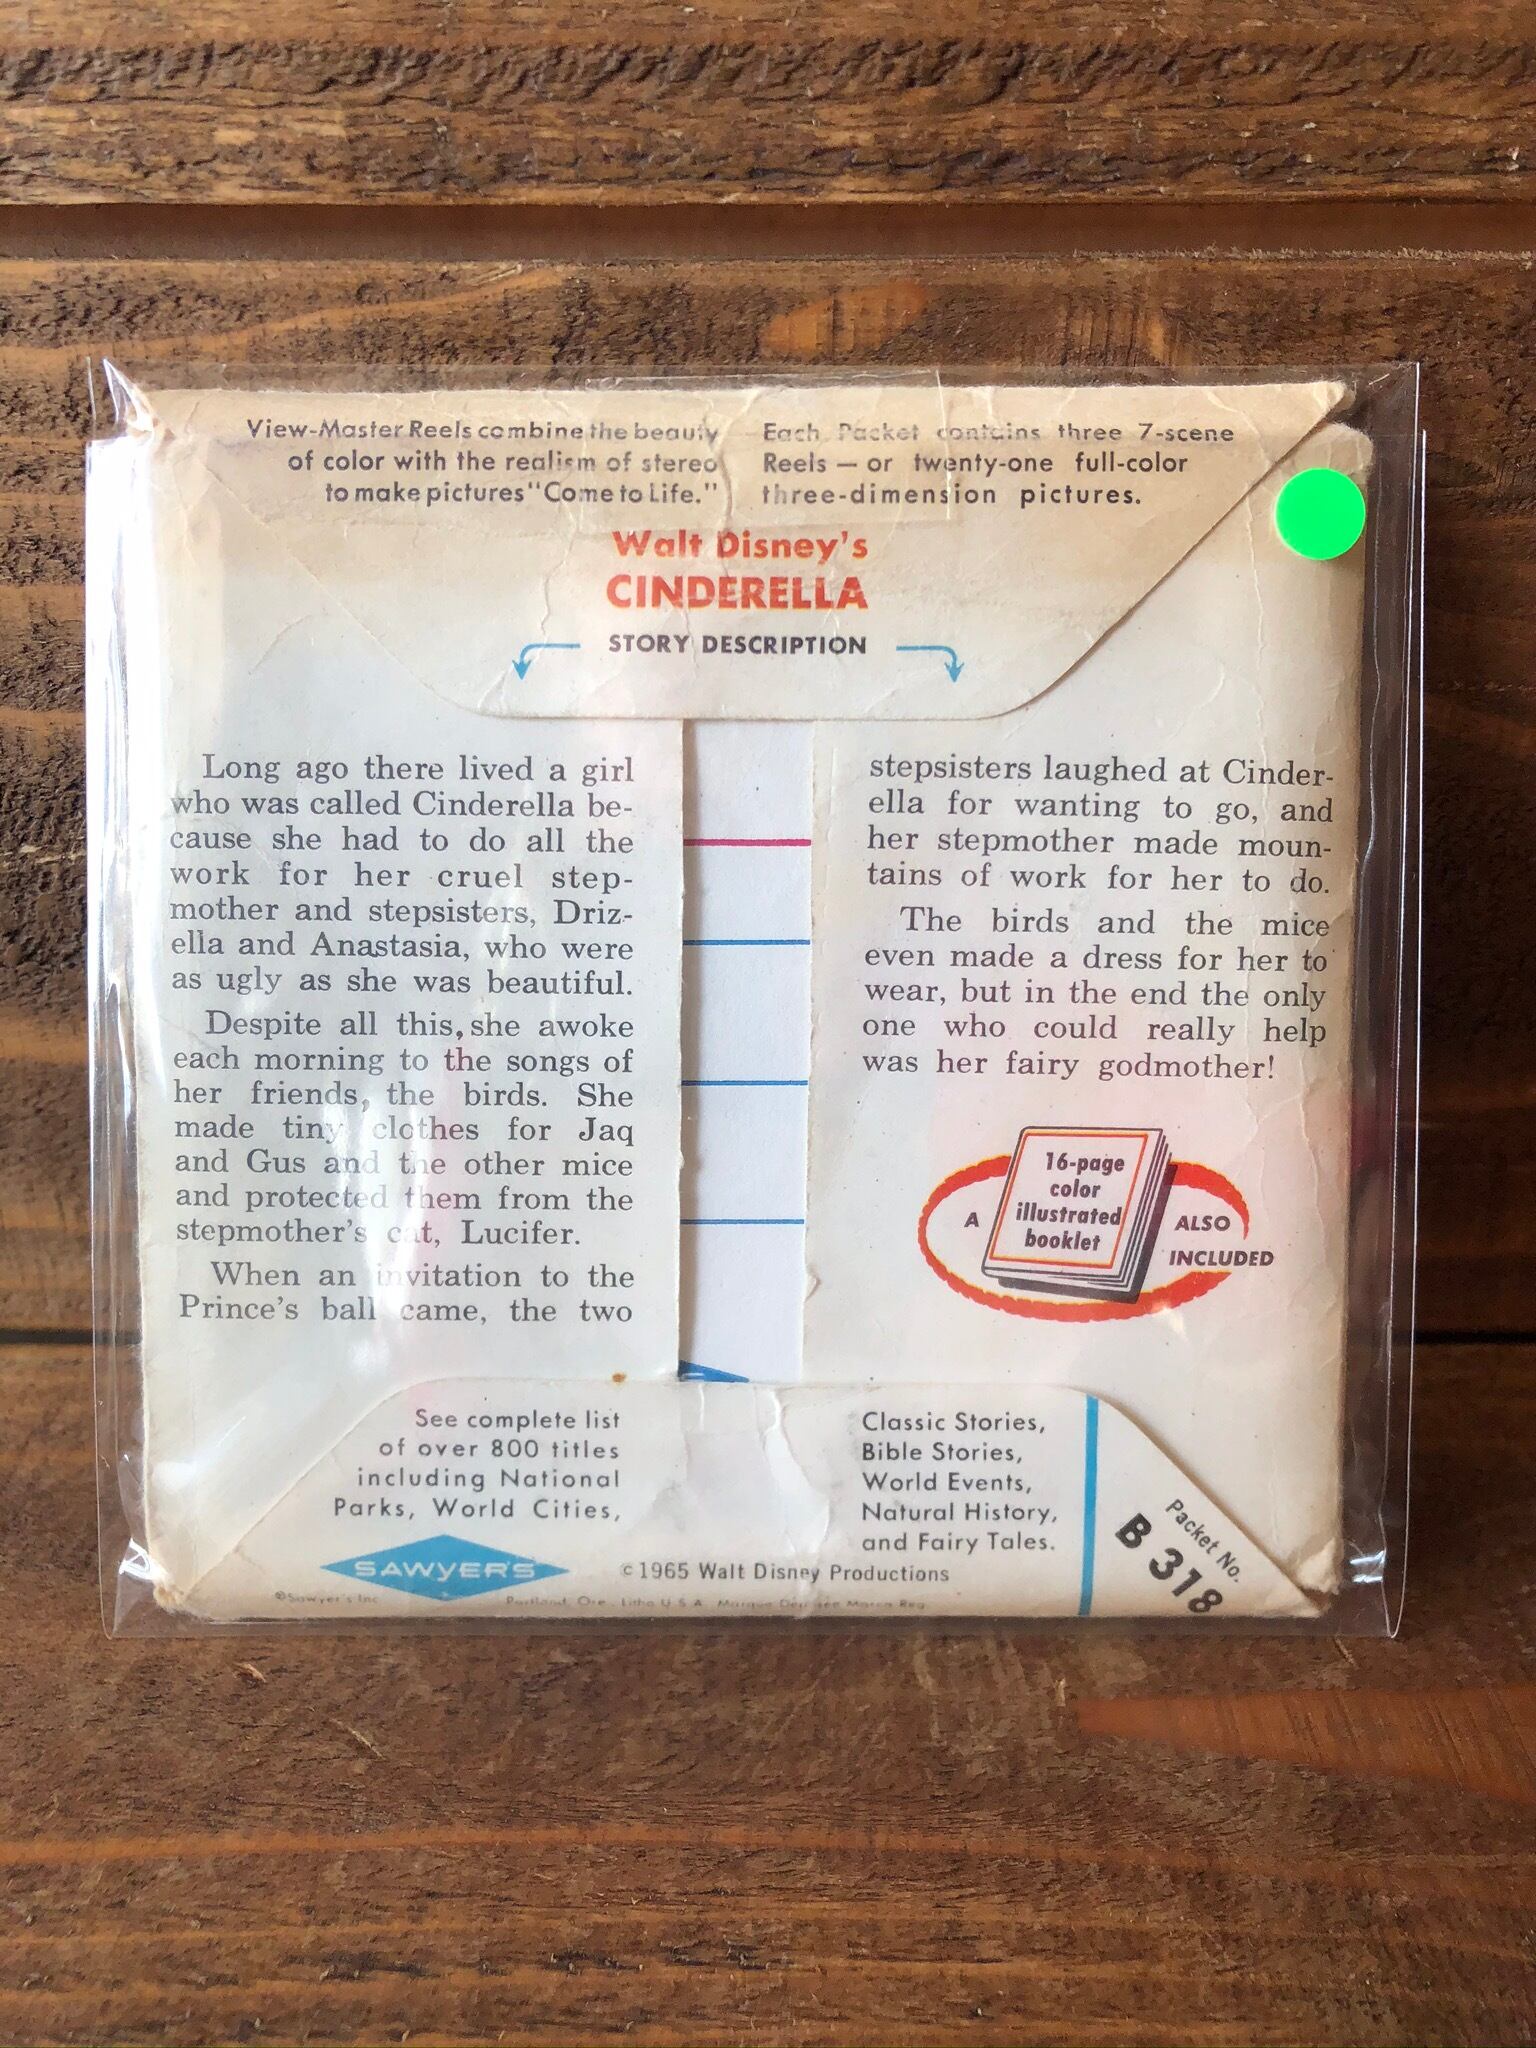 View-Master Reels combine the beauty
of color with the realism of stereo
to make pictures "Come to Life."
Each Packet contains three 7-scene
Reels — or twenty-one full-color
three-dimension pictures.
Walt Disney's
CINDERELLA
STORY DESCRIPTION
Long ago there lived a girl
who was called Cinderella be-
cause she had to do all the
work for her cruel step-
mother and stepsisters, Driz-
ella and Anastasia, who were
as ugly as she was beautiful.
Despite all this, she awoke
each morning to the songs of
her friends, the birds. She
made tiny clothes for Jaq
and Gus and the other mice
and protected them from the
stepmother's cat, Lucifer.
When an invitation to the
Prince's ball came, the two
stepsisters laughed at Cinder-
ella for wanting to go, and
her stepmother made moun-
tains of work for her to do.
The birds and the mice
even made a dress for her to
wear, but in the end the only
one who could really help
was her fairy godmother!
A
16-page
color
illustrated
booklet
ALSO
INCLUDED
See complete list
of over 800 titles
including National
Parks, World Cities,
Classic Stories,
Bible Stories,
World Events,
Natural History,
and Fairy Tales.
SAWYER'S
©1965 Walt Disney Productions
©Sawyer's Inc
Portland, Ore. Litho U.S.A. Marque Déposée Marca Reg.
Packet No.
B 318